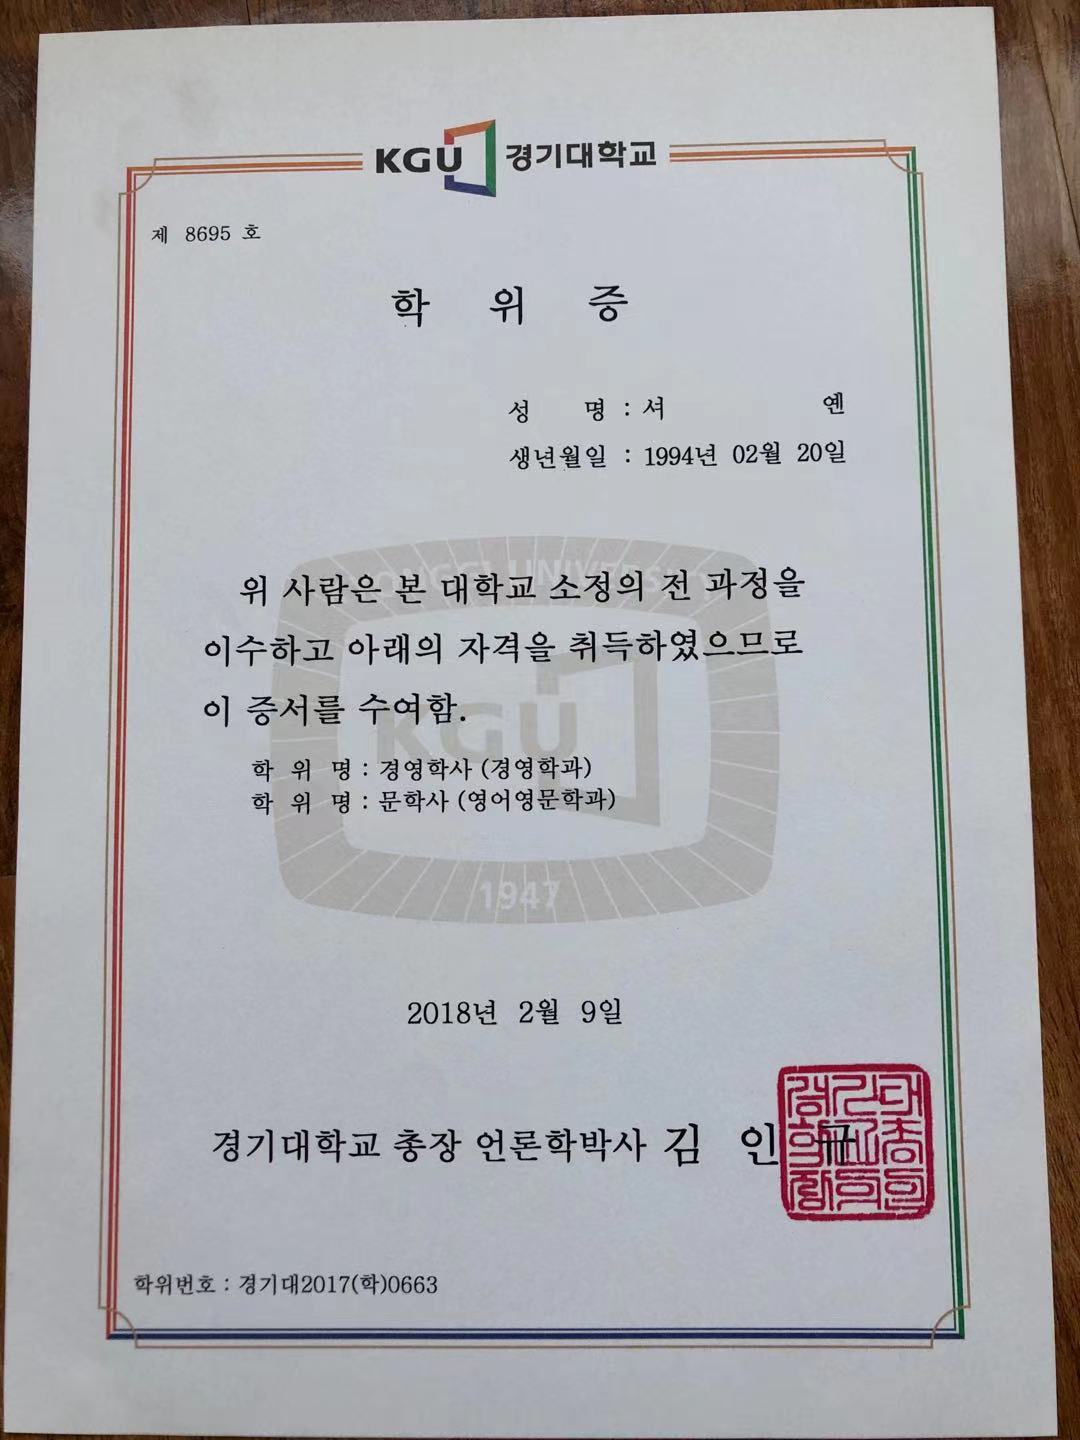 KGU 경기대학교
제 8695 호
학 위 증
성 명 : 셔 옌
생년월일 : 1994년 02월 20일
위 사람은 본 대학교 소정의 전 과정을
이수하고 아래의 자격을 취득하였으므로
이 증서를 수여함.
학 위 명 : 경영학사 (경영학과)
학 위 명 : 문학사 (영어영문학과)
KYONGGI UNIVERSITY
KGU
1947
2018년 2월 9일
경기대학교 총장 언론학박사 김 인 규
학위번호 : 경기대2017(학)0663